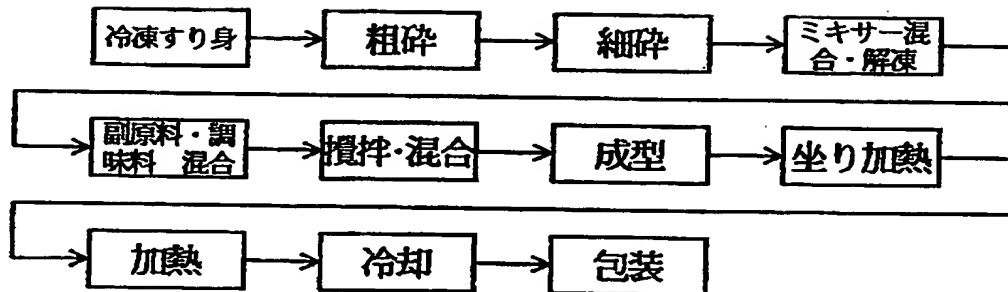 冷凍すり身
粗砕
細砕
ミキサー混
合・解凍
副原料・調
味料 混合
攪拌・混合
成型
坐り加熱
加熱
冷却
包装